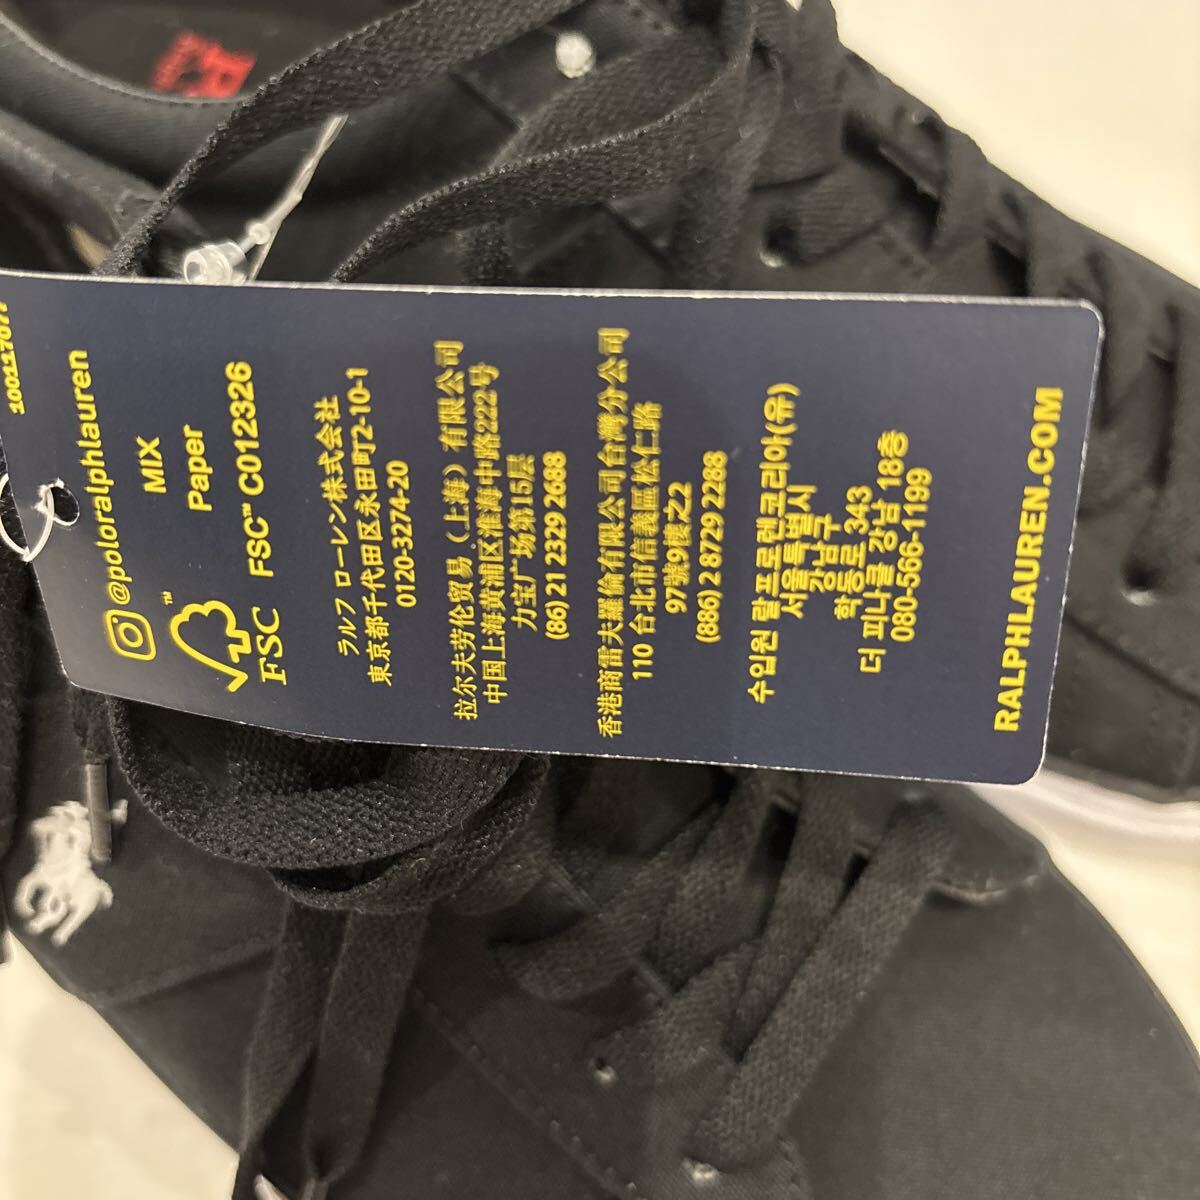 @poloralphlauren
MIX
Paper
FSC™ C012326
FSC™
ラルフ ローレン株式会社
東京都千代田区永田町2-10-1
0120-3274-20
拉尔夫劳伦贸易(上海)有限公司
中国上海黄浦区淮海中路222号
力宝广场第15层
(86) 21 2329 2688
香港商雷夫羅倫有限公司台灣分公司
110 台北市信義區松仁路
97號9樓之2
(886) 2 8729 2288
수입원 랄프로렌코리아(유)
서울특별시
강남구
학동로 343
더 피나클 강남 18층
080-566-1199
RALPHLAUREN.COM